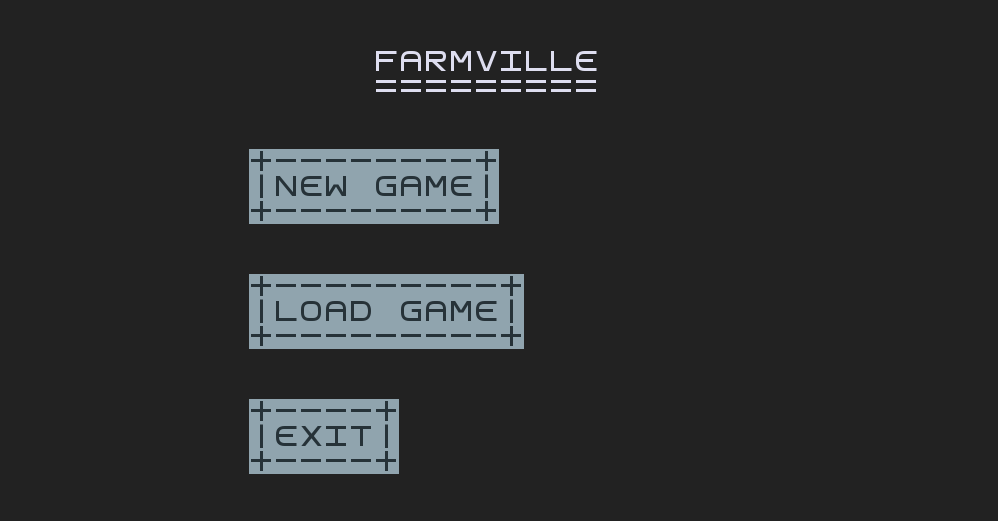 FARMVILLE
=========
+--------+
|NEW GAME|
+--------+
+---------+
|LOAD GAME|
+---------+
+----+
|EXIT|
+----+